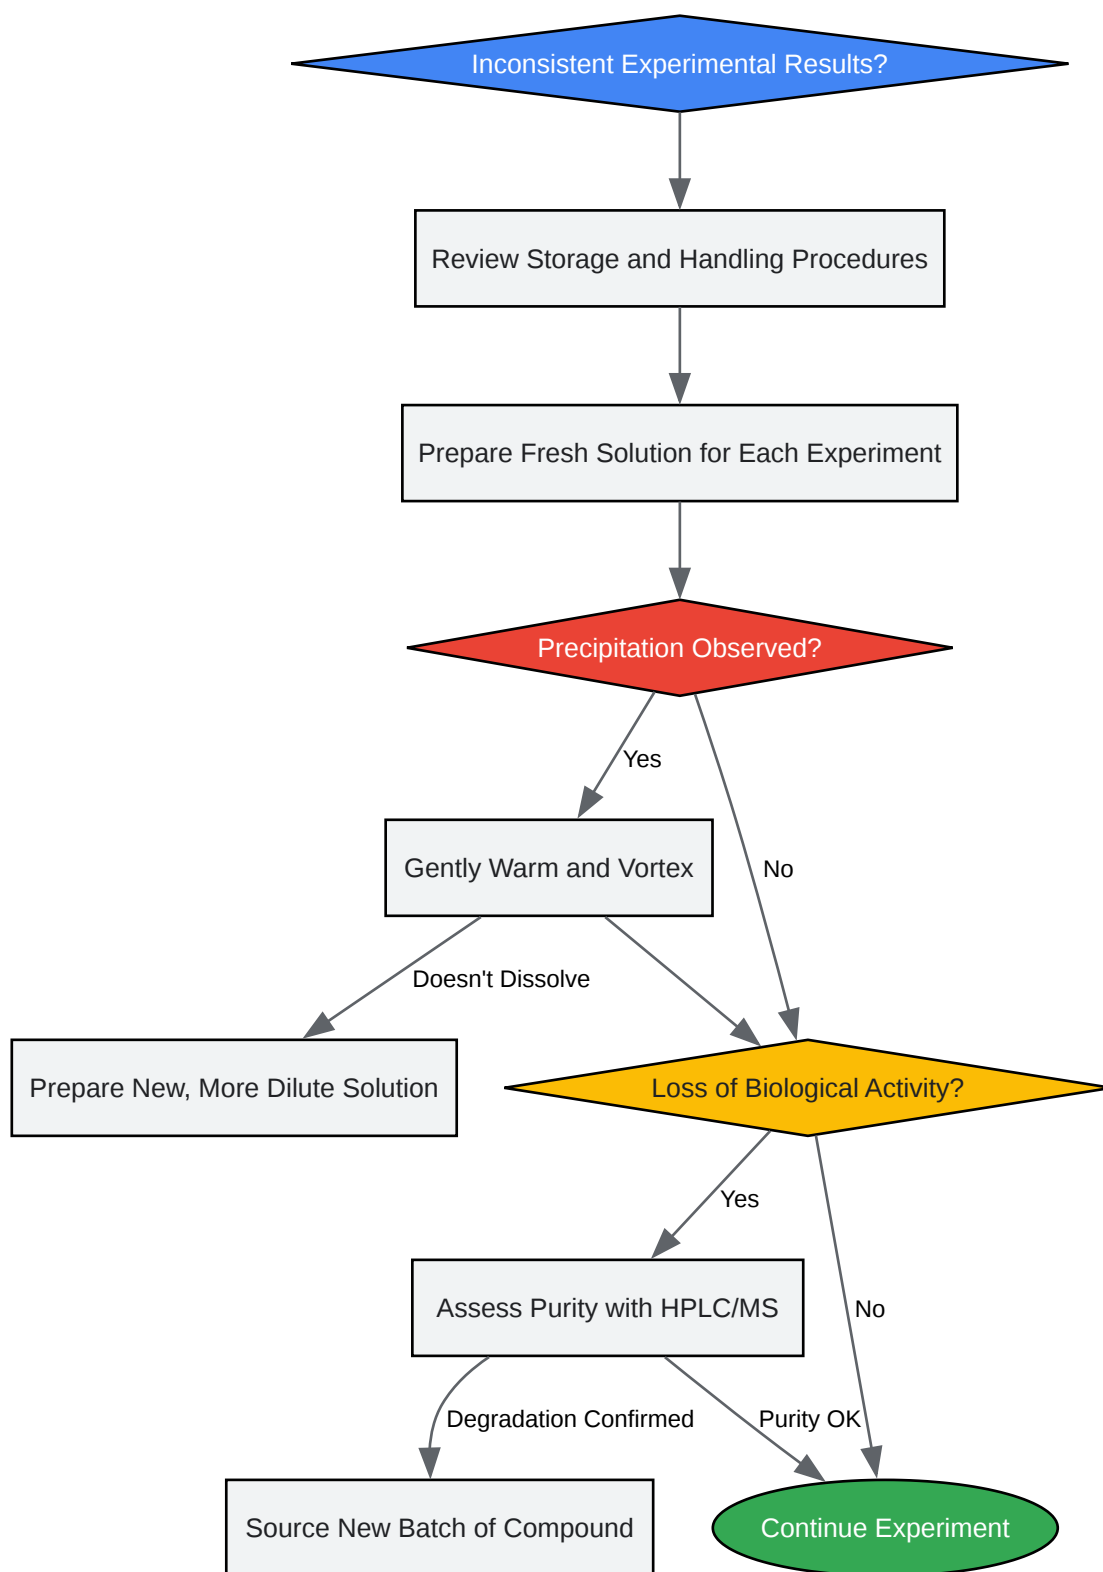 Inconsistent Experimental Results?
Review Storage and Handling Procedures
Prepare Fresh Solution for Each Experiment
Precipitation Observed?
Yes
Gently Warm and Vortex
No
Doesn't Dissolve
Prepare New, More Dilute Solution
Loss of Biological Activity?
Yes
Assess Purity with HPLC/MS
No
Degradation Confirmed
Purity OK
Source New Batch of Compound
Continue Experiment